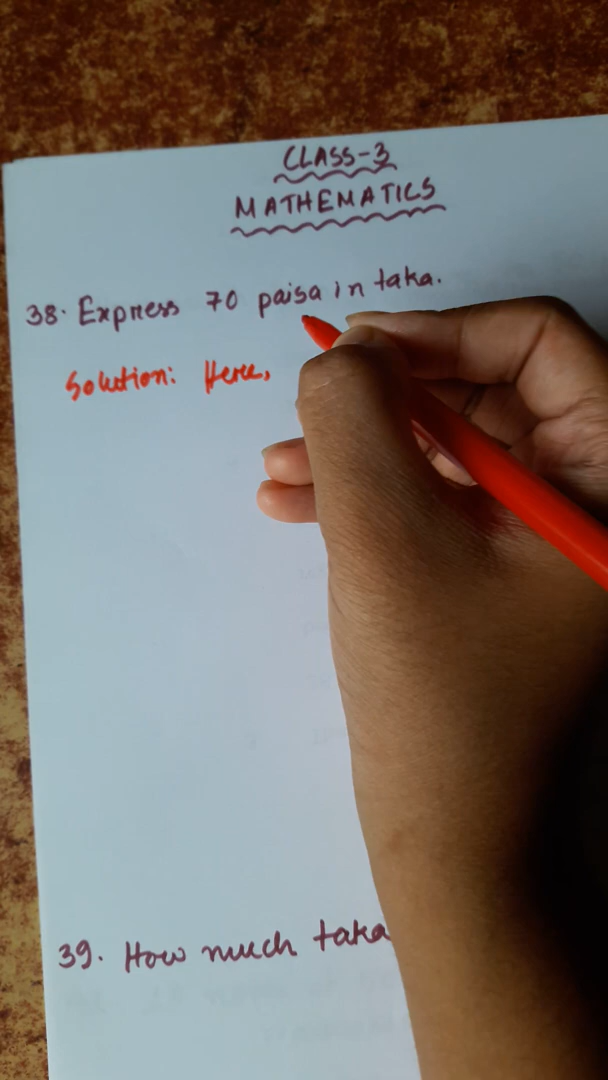 CLASS-3
MATHEMATICS
38. Express 70 paisa in taka.
Solution: Here,
39. How much taka